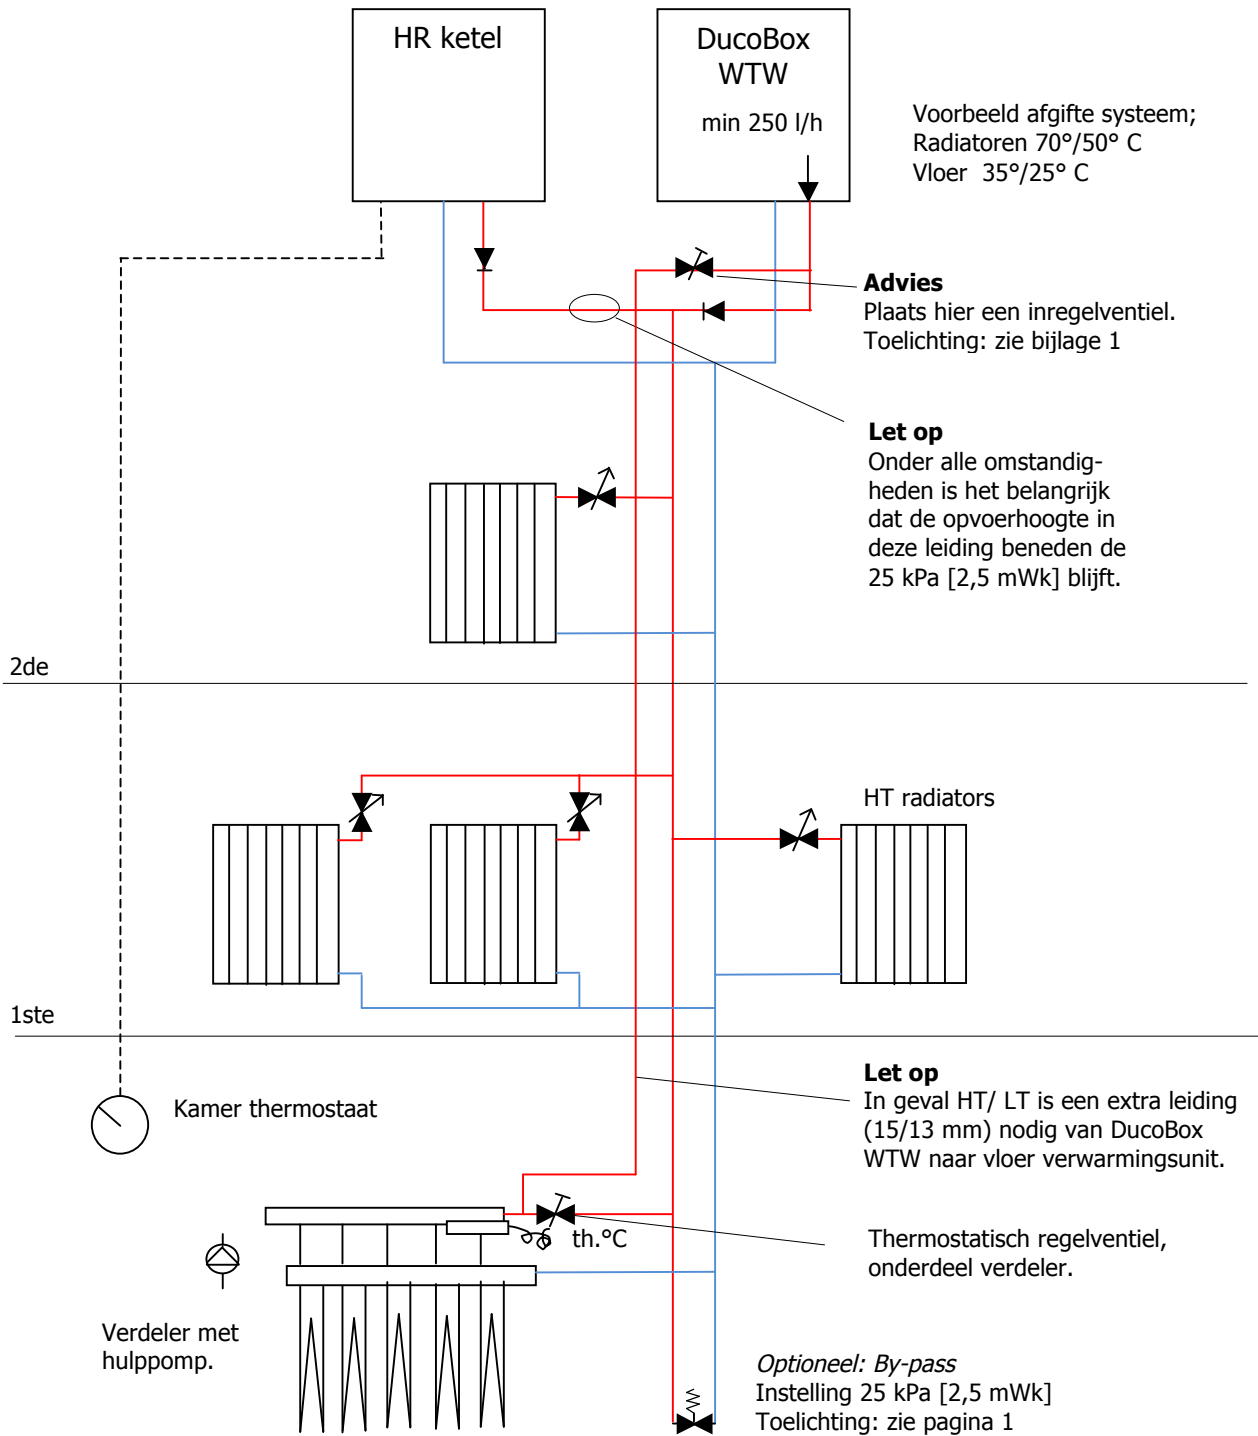 HR ketel
DucoBox
WTW
min 250 l/h
Voorbeeld afgifte systeem;
Radiatoren 70°/50° C
Vloer 35°/25° C
Advies
Plaats hier een inregelventiel.
Toelichting: zie bijlage 1
Let op
Onder alle omstandig-
heden is het belangrijk
dat de opvoerhoogte in
deze leiding beneden de
25 kPa [2,5 mWk] blijft.
2de
HT radiators
1ste
Let op
In geval HT/ LT is een extra leiding
(15/13 mm) nodig van DucoBox
WTW naar vloer verwarmingsunit.
Kamer thermostaat
th.°C
Thermostatisch regelventiel,
onderdeel verdeler.
Verdeler met
hulppomp.
Optioneel: By-pass
Instelling 25 kPa [2,5 mWk]
Toelichting: zie pagina 1